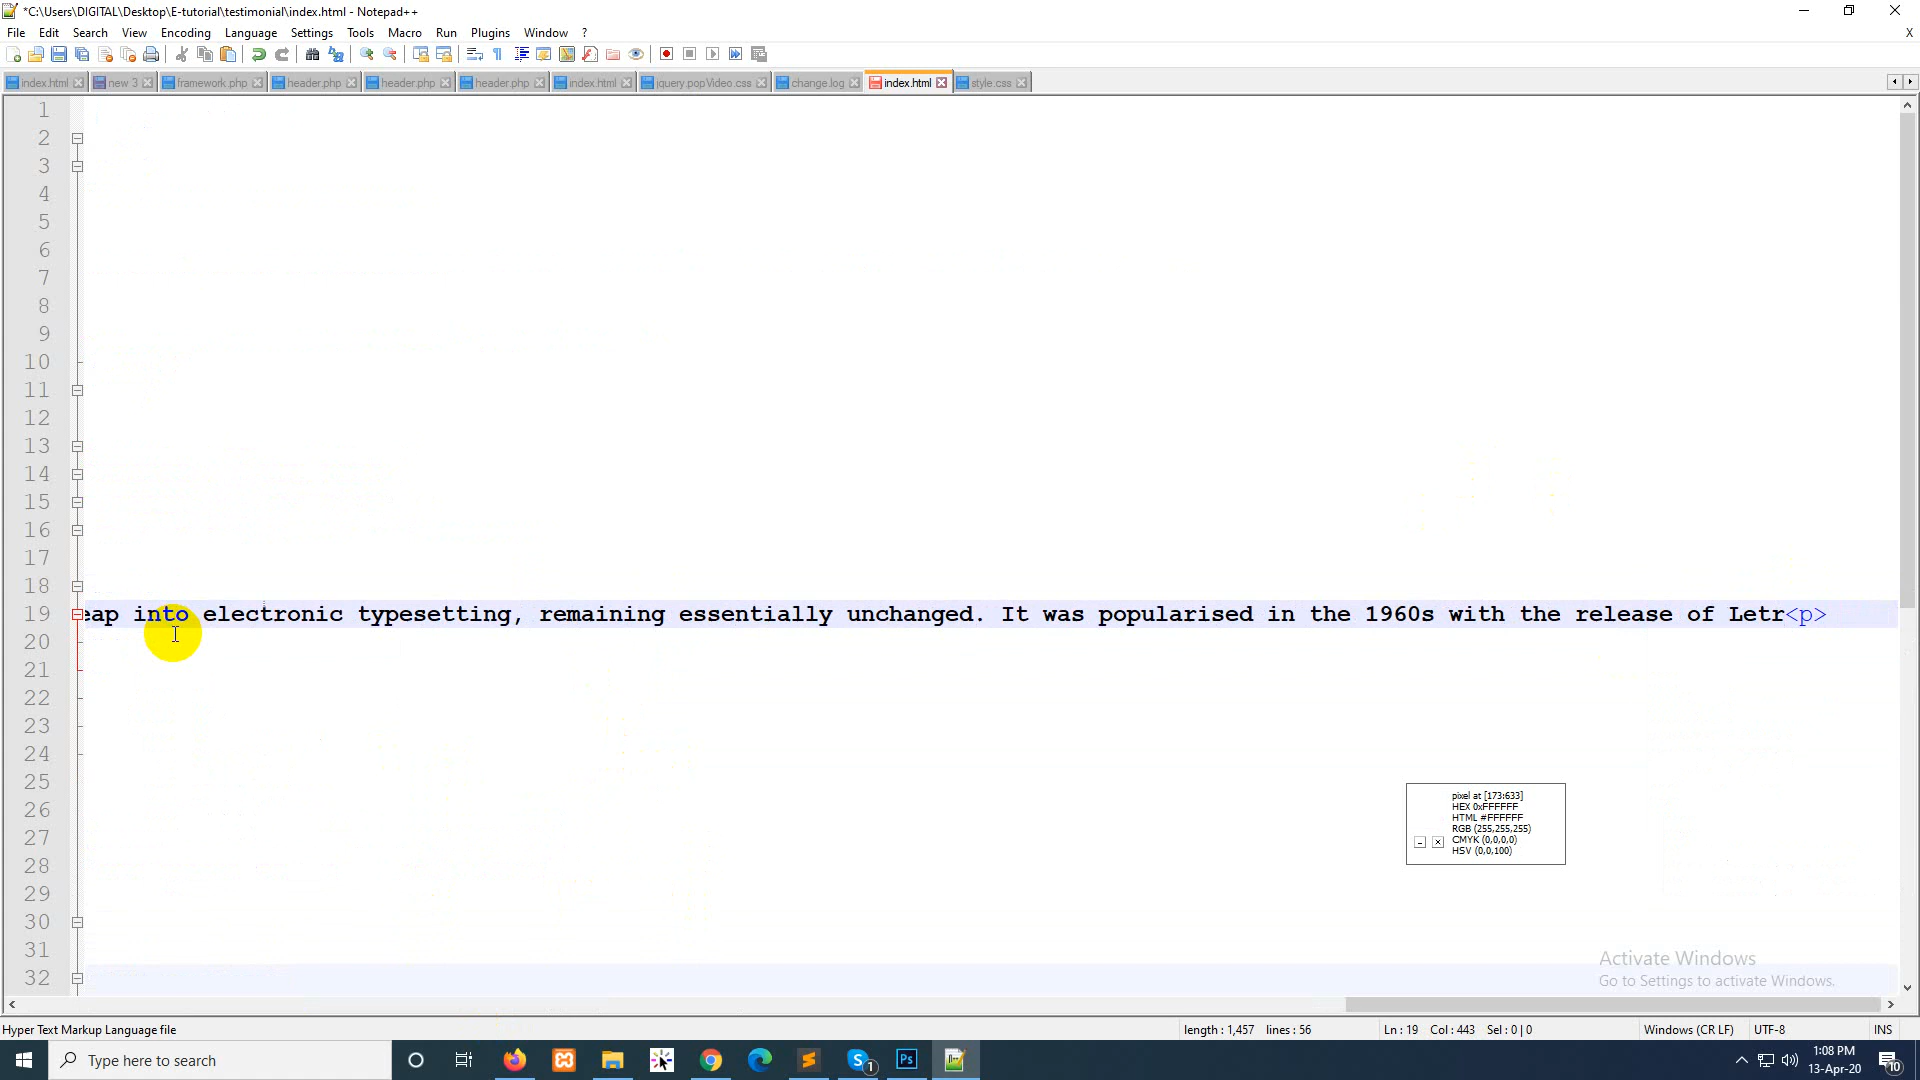 *C:\Users\DIGITAL\Desktop\E-tutorial\testimonial\index.html - Notepad++
File Edit Search View Encoding Language Settings Tools Macro Run Plugins Window ? X
index.html new 3 framework.php header.php header.php header.php index.html jquery.popVideo.css change.log index.html style.css
1
2
3
4
5
6
7
8
9
10
11
12
13
14
15
16
17
18
19 eap into electronic typesetting, remaining essentially unchanged. It was popularised in the 1960s with the release of Letr<p>
20
21
22
23
24
25
26
27
28
29
30
31
32
pixel at [173:633]
HEX 0xFFFFFF
HTML #FFFFFF
RGB (255,255,255)
CMYK (0,0,0,0)
HSV (0,0,100)
Activate Windows
Go to Settings to activate Windows.
Hyper Text Markup Language file length : 1,457 lines : 56 Ln : 19 Col : 443 Sel : 0 | 0 Windows (CR LF) UTF-8 INS
Type here to search
1:08 PM
13-Apr-20
1
Ps
10